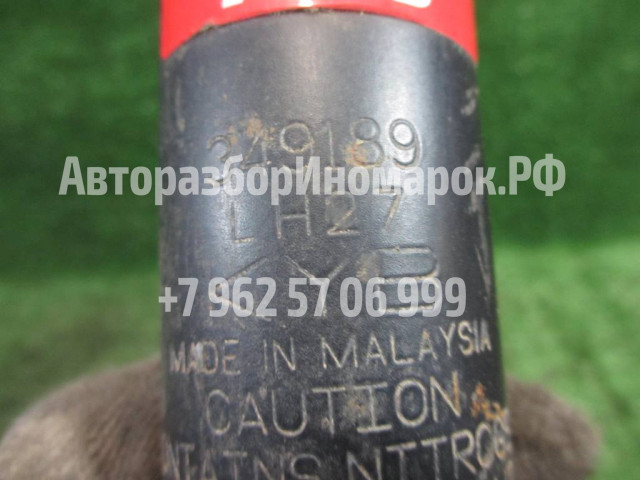 349189
АвторазборИномарок.РФ
LH27
KYB
+7 962 57 06 999
MADE IN MALAYSIA
CAUTION